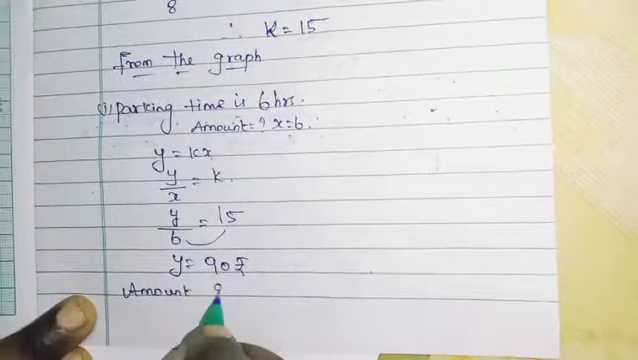 8
∴ K = 15
From the graph
(i) parking time is 6 hrs.
Amount = ? x = 6.
y = kx
y/x = k.
y/6 = 15
y = 90 ₹
Amount